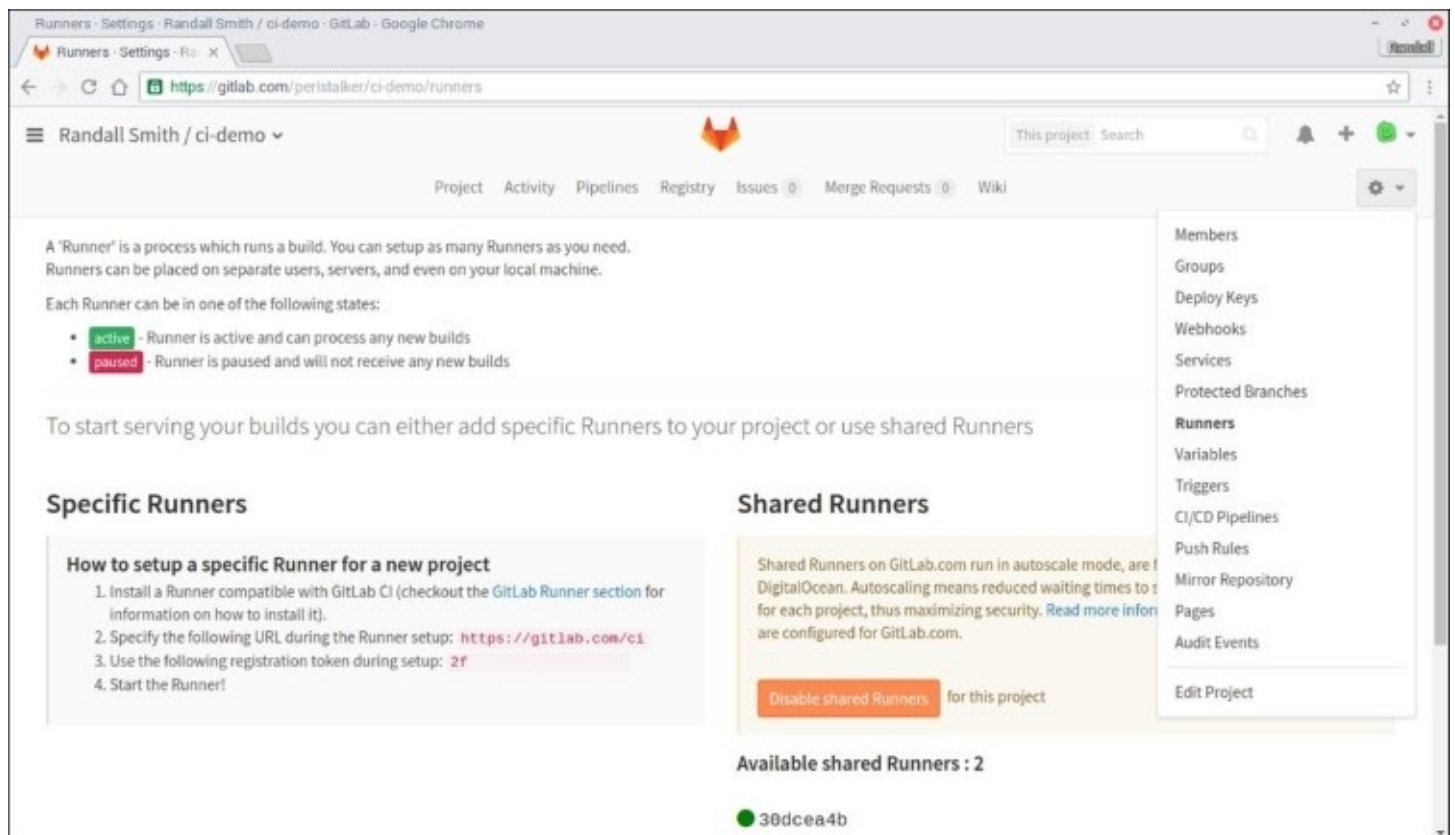 Runners · Settings · Randall Smith / ci-demo · GitLab - Google Chrome
Runners · Settings · Ra
https://gitlab.com/peristalker/ci-demo/runners
Randall Smith / ci-demo
This project Search
Project Activity Pipelines Registry Issues 0 Merge Requests 0 Wiki
A 'Runner' is a process which runs a build. You can setup as many Runners as you need.
Runners can be placed on separate users, servers, and even on your local machine.
Each Runner can be in one of the following states:
• active - Runner is active and can process any new builds
• paused - Runner is paused and will not receive any new builds
To start serving your builds you can either add specific Runners to your project or use shared Runners
Specific Runners
How to setup a specific Runner for a new project
1. Install a Runner compatible with GitLab CI (checkout the GitLab Runner section for
information on how to install it).
2. Specify the following URL during the Runner setup: https://gitlab.com/ci
3. Use the following registration token during setup: 2f
4. Start the Runner!
Shared Runners
Shared Runners on GitLab.com run in autoscale mode, are
DigitalOcean. Autoscaling means reduced waiting times to
for each project, thus maximizing security. Read more
are configured for GitLab.com.
Disable shared Runners for this project
Available shared Runners : 2
30dcea4b
Members
Groups
Deploy Keys
Webhooks
Services
Protected Branches
Runners
Variables
Triggers
CI/CD Pipelines
Push Rules
Mirror Repository
Pages
Audit Events
Edit Project